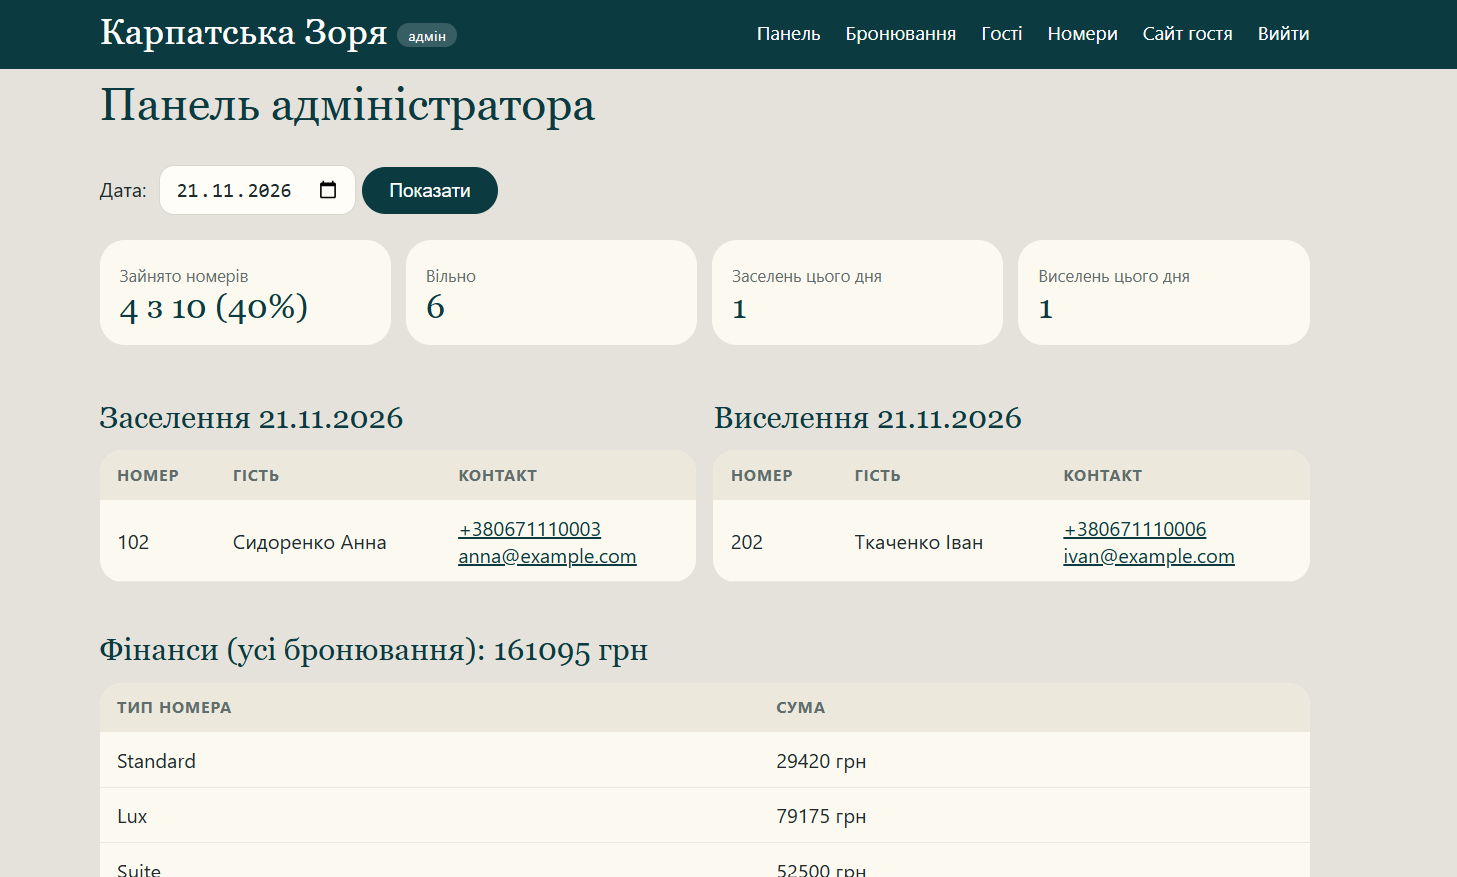 Карпатська Зоря адмін
Панель Бронювання Гості Номери Сайт гостя Вийти
Панель адміністратора
Дата: 21.11.2026 Показати
Зайнято номерів
4 з 10 (40%)
Вільно
6
Заселень цього дня
1
Виселень цього дня
1
Заселення 21.11.2026
НОМЕР ГІСТЬ КОНТАКТ
102 Сидоренко Анна +380671110003
anna@example.com
Виселення 21.11.2026
НОМЕР ГІСТЬ КОНТАКТ
202 Ткаченко Іван +380671110006
ivan@example.com
Фінанси (усі бронювання): 161095 грн
ТИП НОМЕРА СУМА
Standard 29420 грн
Lux 79175 грн
Suite 52500 грн